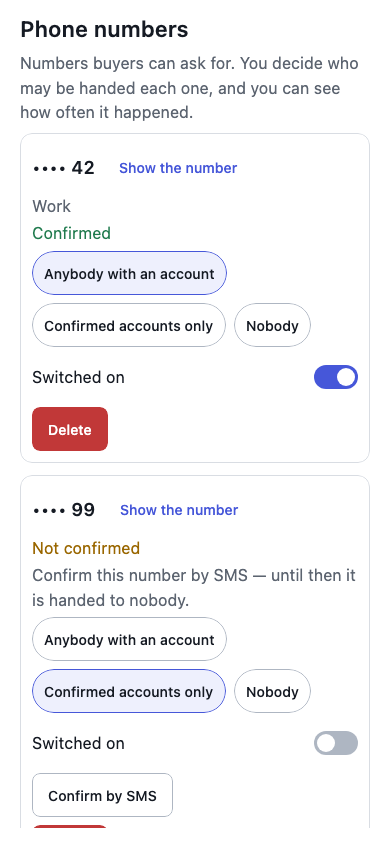 Phone numbers
Numbers buyers can ask for. You decide who
may be handed each one, and you can see
how often it happened.
•••• 42 Show the number
Work
Confirmed
Anybody with an account
Confirmed accounts only Nobody
Switched on
Delete
•••• 99 Show the number
Not confirmed
Confirm this number by SMS — until then it
is handed to nobody.
Anybody with an account
Confirmed accounts only Nobody
Switched on
Confirm by SMS